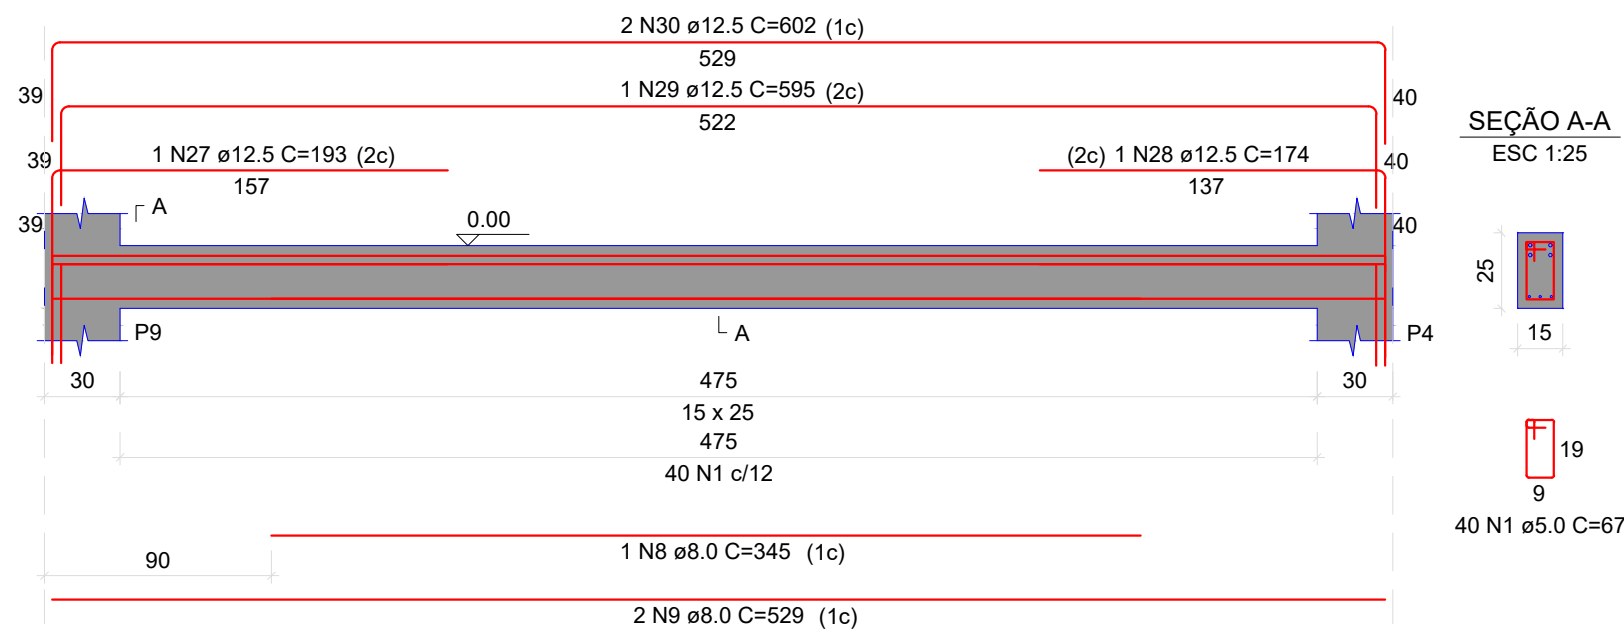 2 N30 ø12.5 C=602 (1c)
529
39
40
1 N29 ø12.5 C=595 (2c)
522
SEÇÃO A-A
ESC 1:25
39
1 N27 ø12.5 C=193 (2c)
157
(2c) 1 N28 ø12.5 C=174
137
40
39
A
0.00
40
25
15
P9
A
P4
30
475
30
15 x 25
475
40 N1 c/12
19
9
40 N1 ø5.0 C=67
1 N8 ø8.0 C=345 (1c)
90
2 N9 ø8.0 C=529 (1c)